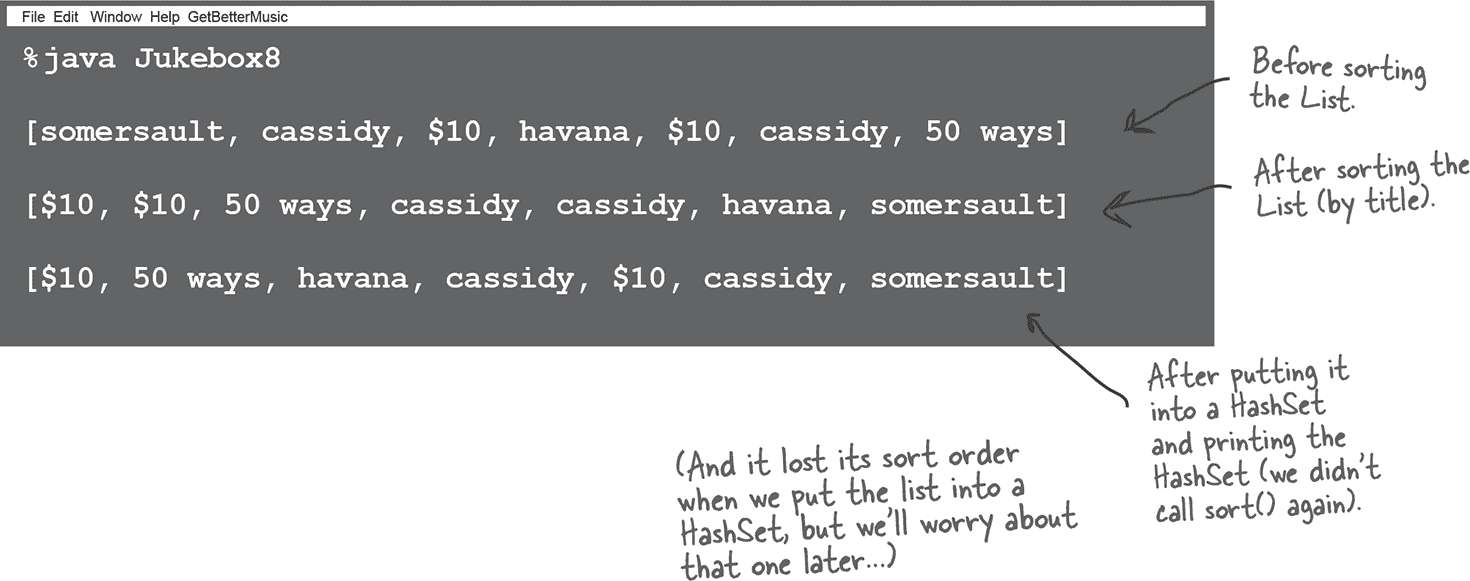 File Edit Window Help GetBetterMusic
%java Jukebox8
[somersault, cassidy, $10, havana, $10, cassidy, 50 ways]
[$10, $10, 50 ways, cassidy, cassidy, havana, somersault]
[$10, 50 ways, havana, cassidy, $10, cassidy, somersault]
Before sorting
the List.
After sorting the
List (by title).
After putting it
into a HashSet
and printing the
HashSet (we didn't
call sort() again).
(And it lost its sort order
when we put the list into a
HashSet, but we'll worry about
that one later...)